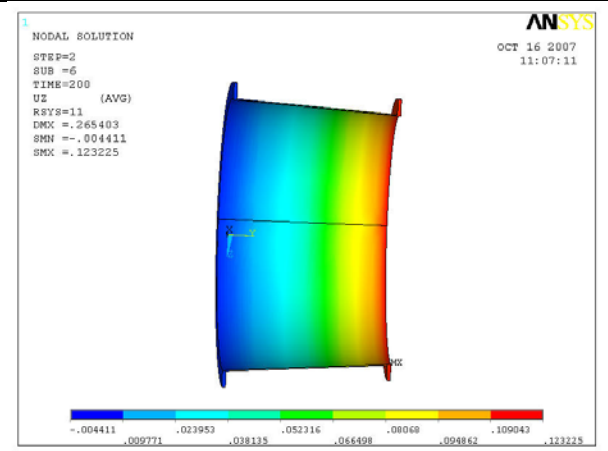 1
ANSYS
NODAL SOLUTION
OCT 16 2007
11:07:11
STEP=2
SUB =6
TIME=200
UZ (AVG)
RSYS=11
DMX =.265403
SMN =-.004411
SMX =.123225
X
Y
Z
MX
-.004411 .023953 .052316 .08068 .109043
.009771 .038135 .066498 .094862 .123225